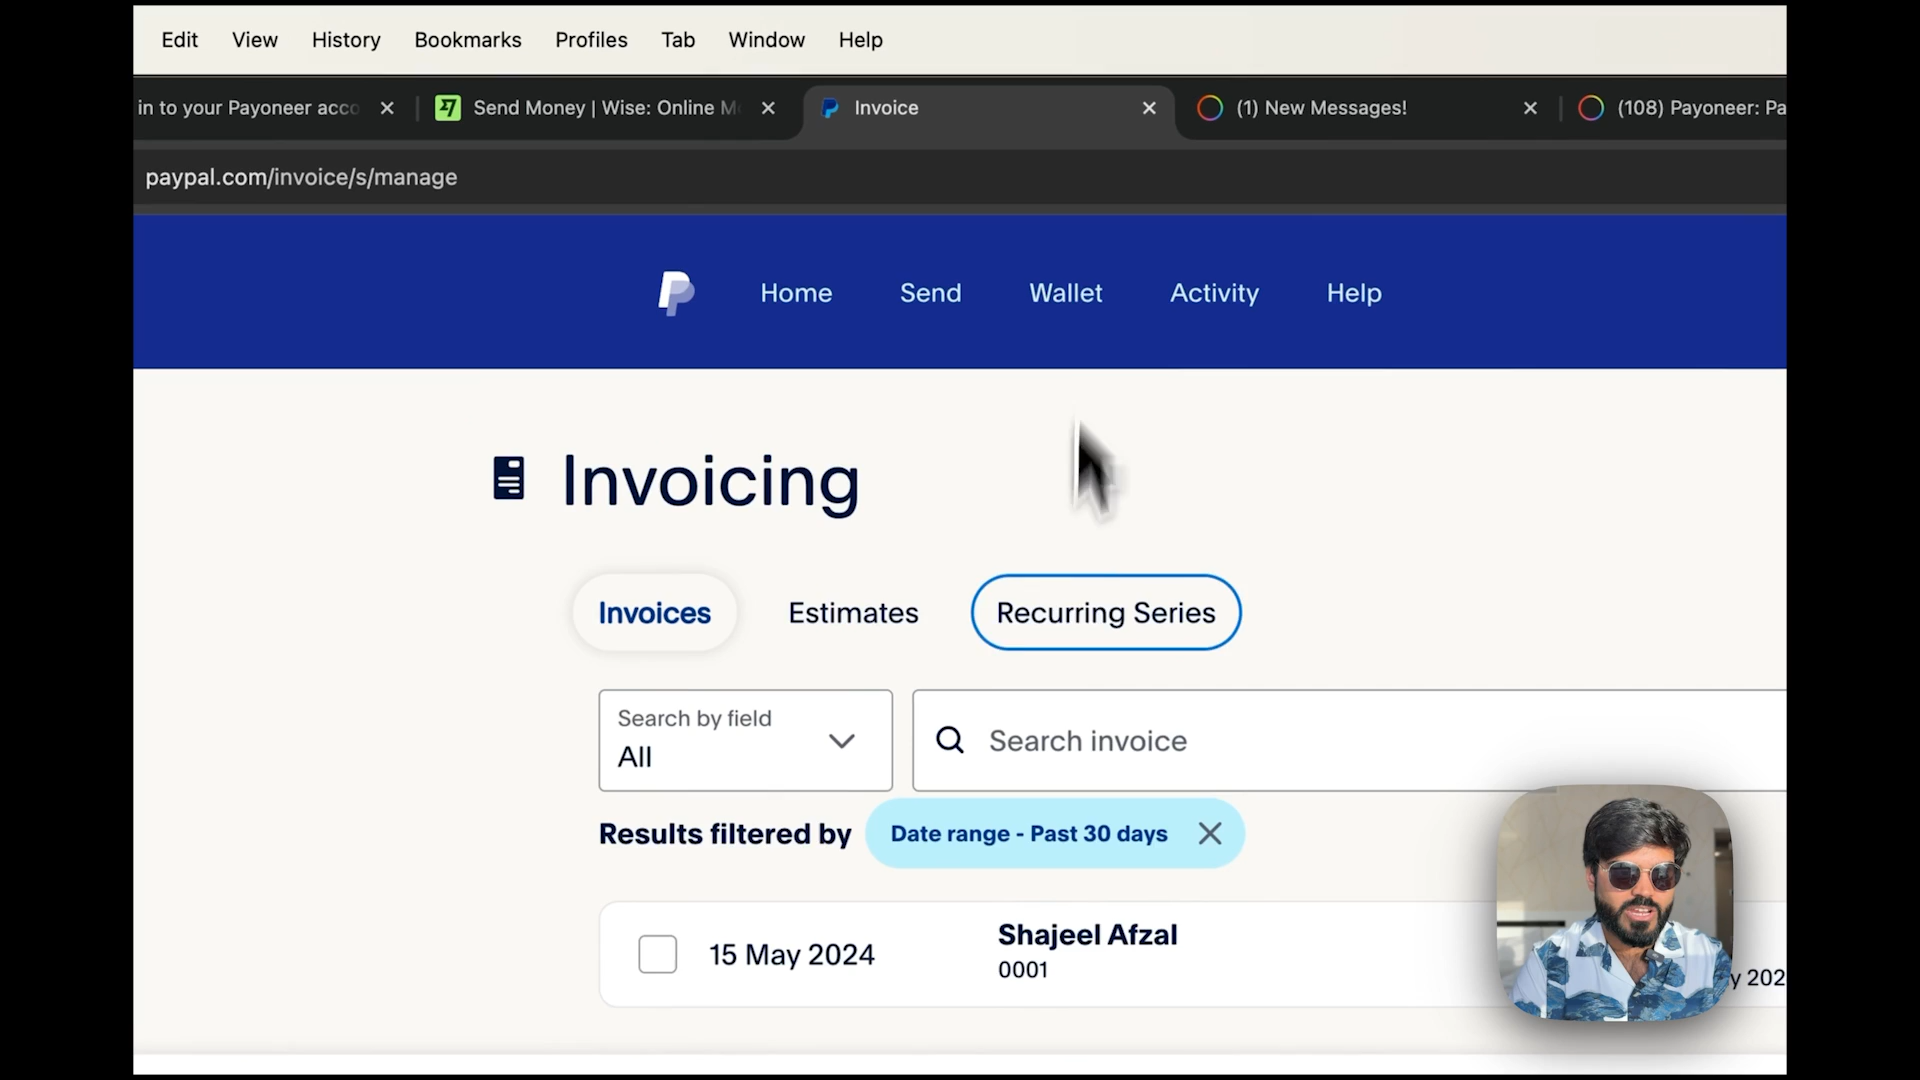 Edit View History Bookmarks Profiles Tab Window Help
in to your Payoneer acco Send Money | Wise: Online M Invoice (1) New Messages! (108) Payoneer: Pa
paypal.com/invoice/s/manage
Home Send Wallet Activity Help
Invoicing
Invoices Estimates Recurring Series
Search by field
All
Search invoice
Results filtered by Date range - Past 30 days
15 May 2024
Shajeel Afzal
0001
y 202